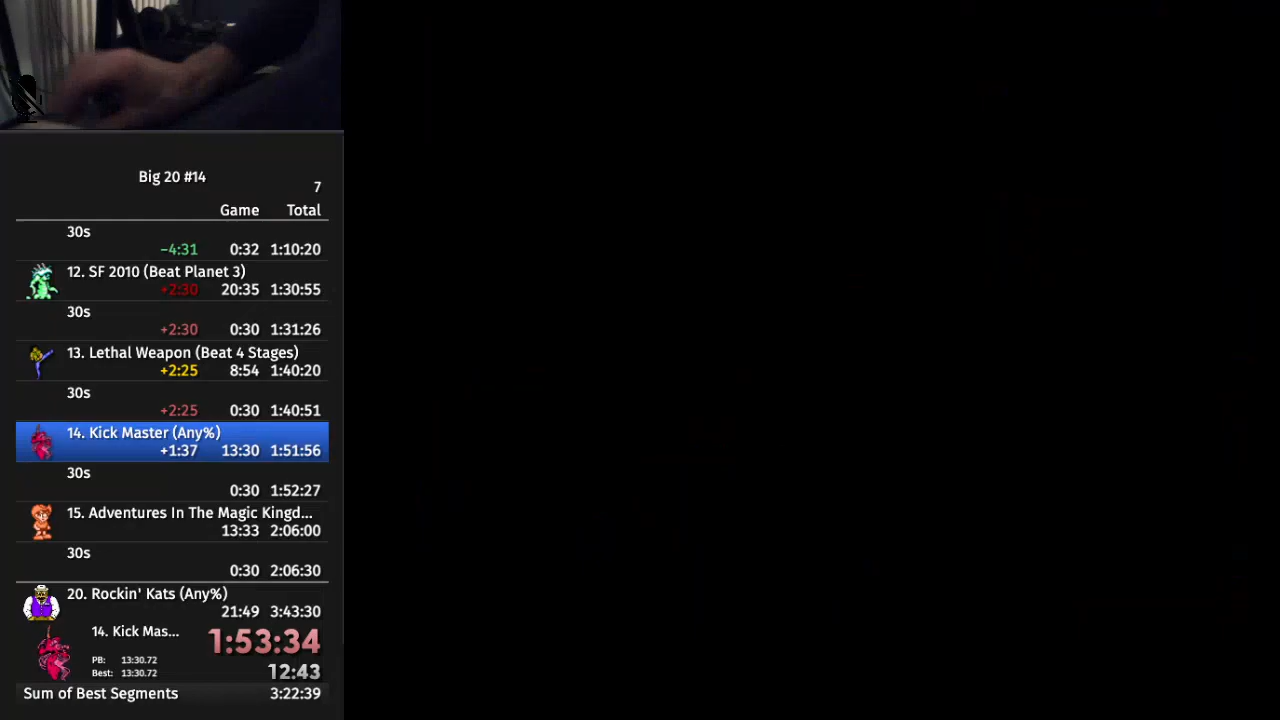 Big 20 #14
7
Game Total
30s
-4:31 0:32 1:10:20
12. SF 2010 (Beat Planet 3)
+2:30 20:35 1:30:55
30s
+2:30 0:30 1:31:26
13. Lethal Weapon (Beat 4 Stages)
+2:25 8:54 1:40:20
30s
+2:25 0:30 1:40:51
14. Kick Master (Any%)
+1:37 13:30 1:51:56
30s
0:30 1:52:27
15. Adventures In The Magic Kingd...
13:33 2:06:00
30s
0:30 2:06:30
20. Rockin' Kats (Any%)
21:49 3:43:30
14. Kick Mas... 1:53:34
PB: 13:30.72
Best: 13:30.72 12:43
Sum of Best Segments 3:22:39